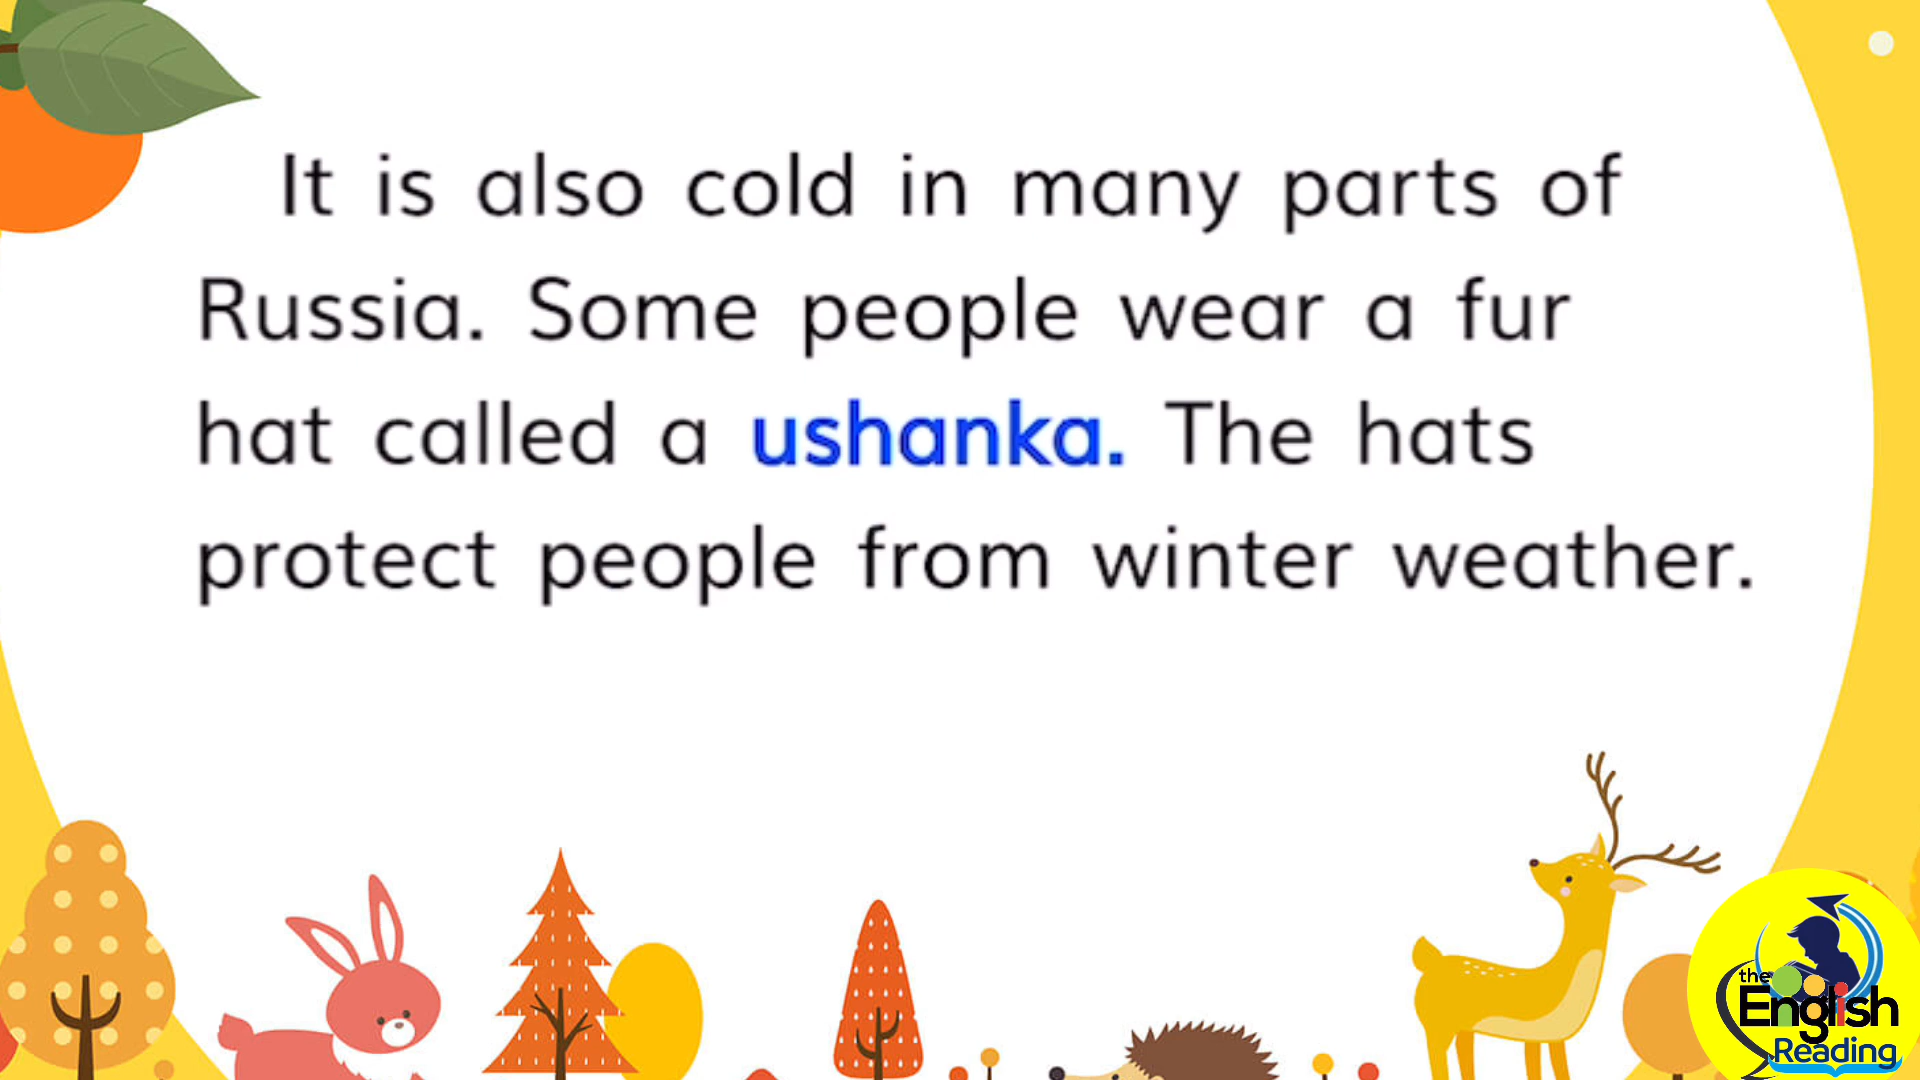 It is also cold in many parts of
Russia. Some people wear a fur
hat called a ushanka. The hats
protect people from winter weather.
the
English
Reading